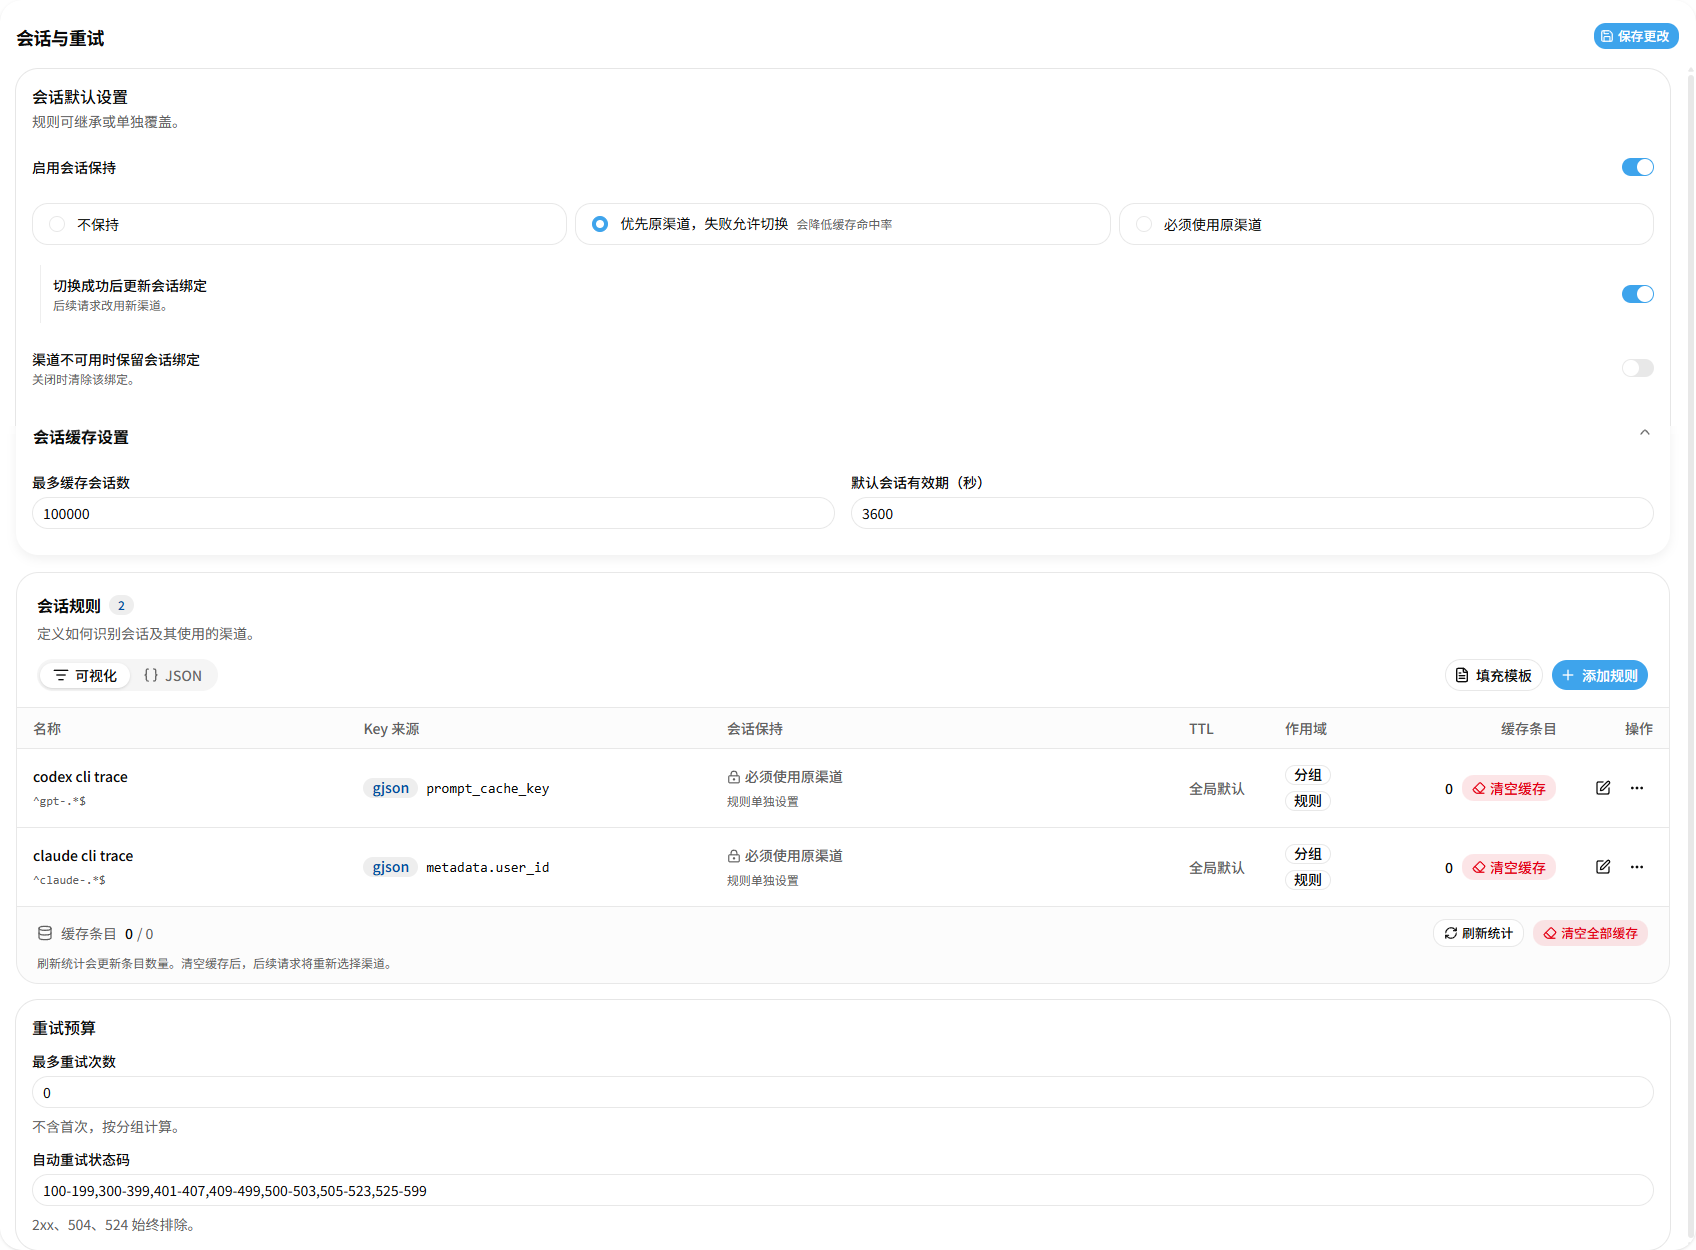 会话与重试
保存更改
会话默认设置
规则可继承或单独覆盖。
启用会话保持
不保持
优先原渠道，失败允许切换 会降低缓存命中率
必须使用原渠道
切换成功后更新会话绑定
后续请求改用新渠道。
渠道不可用时保留会话绑定
关闭时清除该绑定。
会话缓存设置
最多缓存会话数
100000
默认会话有效期（秒）
3600
会话规则 2
定义如何识别会话及其使用的渠道。
可视化 {} JSON
填充模板 + 添加规则
名称 Key 来源 会话保持 TTL 作用域 缓存条目 操作
codex cli trace
^gpt-.*$
gjson prompt_cache_key
必须使用原渠道
规则单独设置
全局默认
分组
规则
0 清空缓存
claude cli trace
^claude-.*$
gjson metadata.user_id
必须使用原渠道
规则单独设置
全局默认
分组
规则
0 清空缓存
缓存条目 0 / 0
刷新统计 清空全部缓存
刷新统计会更新条目数量。清空缓存后，后续请求将重新选择渠道。
重试预算
最多重试次数
0
不含首次，按分组计算。
自动重试状态码
100-199,300-399,401-407,409-499,500-503,505-523,525-599
2xx、504、524 始终排除。